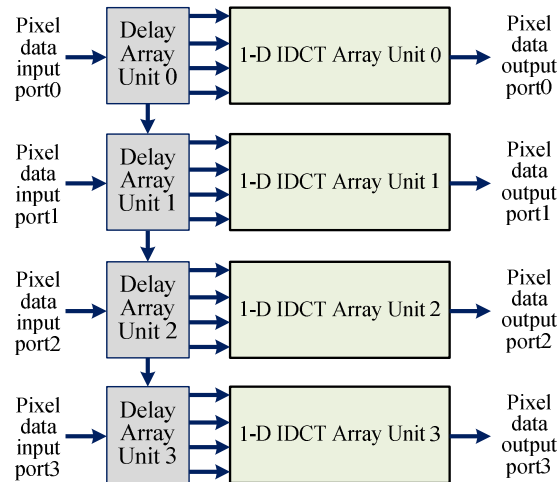 Pixel
data
input
port0
Delay
Array
Unit 0
1-D IDCT Array Unit 0
Pixel
data
output
port0
Pixel
data
input
port1
Delay
Array
Unit 1
1-D IDCT Array Unit 1
Pixel
data
output
port1
Pixel
data
input
port2
Delay
Array
Unit 2
1-D IDCT Array Unit 2
Pixel
data
output
port2
Pixel
data
input
port3
Delay
Array
Unit 3
1-D IDCT Array Unit 3
Pixel
data
output
port3